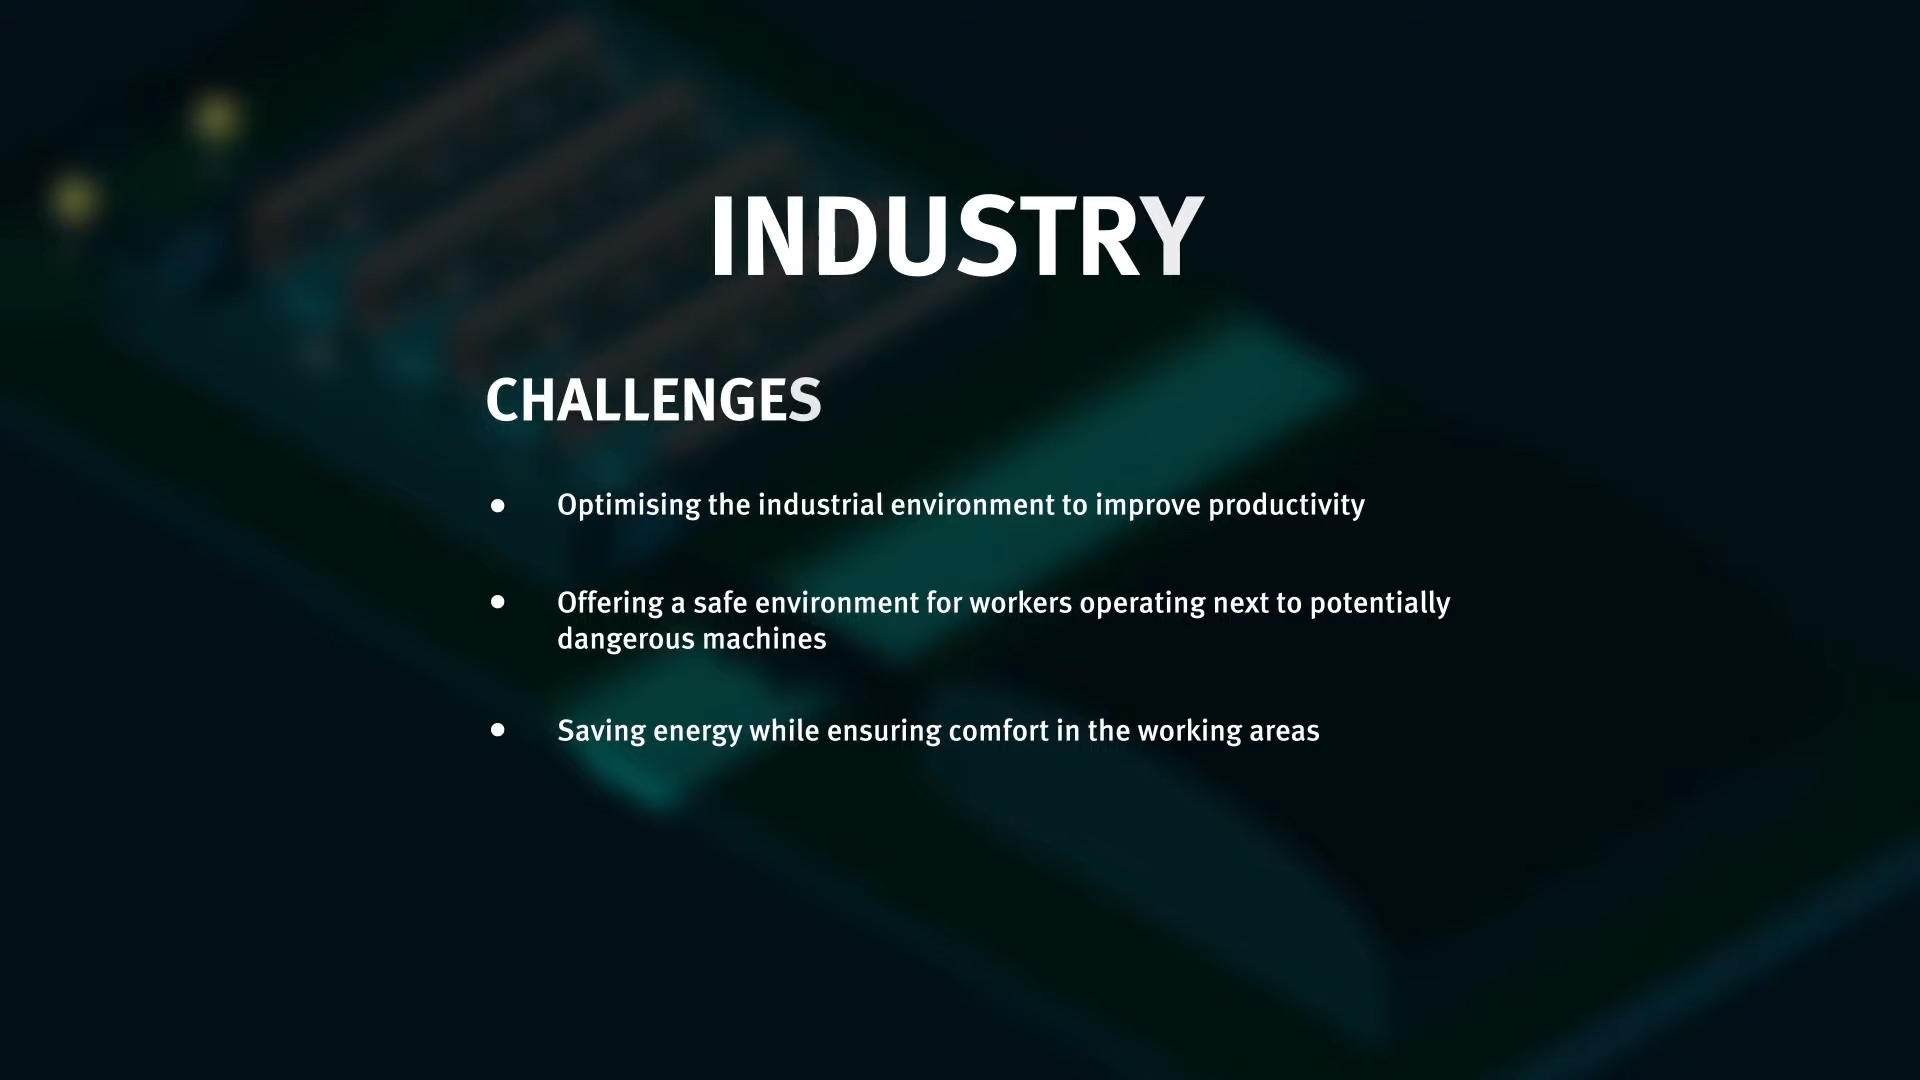 INDUSTRY
CHALLENGES
• Optimising the industrial environment to improve productivity
• Offering a safe environment for workers operating next to potentially
dangerous machines
• Saving energy while ensuring comfort in the working areas